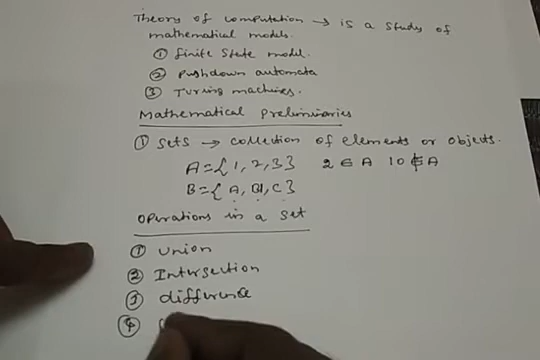 Theory of computation → is a study of
mathematical models.
① finite state model.
② pushdown automata
③ Turing machines.
Mathematical preliminaries
① Sets → collection of elements or objects.
A={1,2,3} 2 ∈ A 10 ∉ A
B={A, B, C}
Operations in a set
① Union
② Intersection
③ difference
④